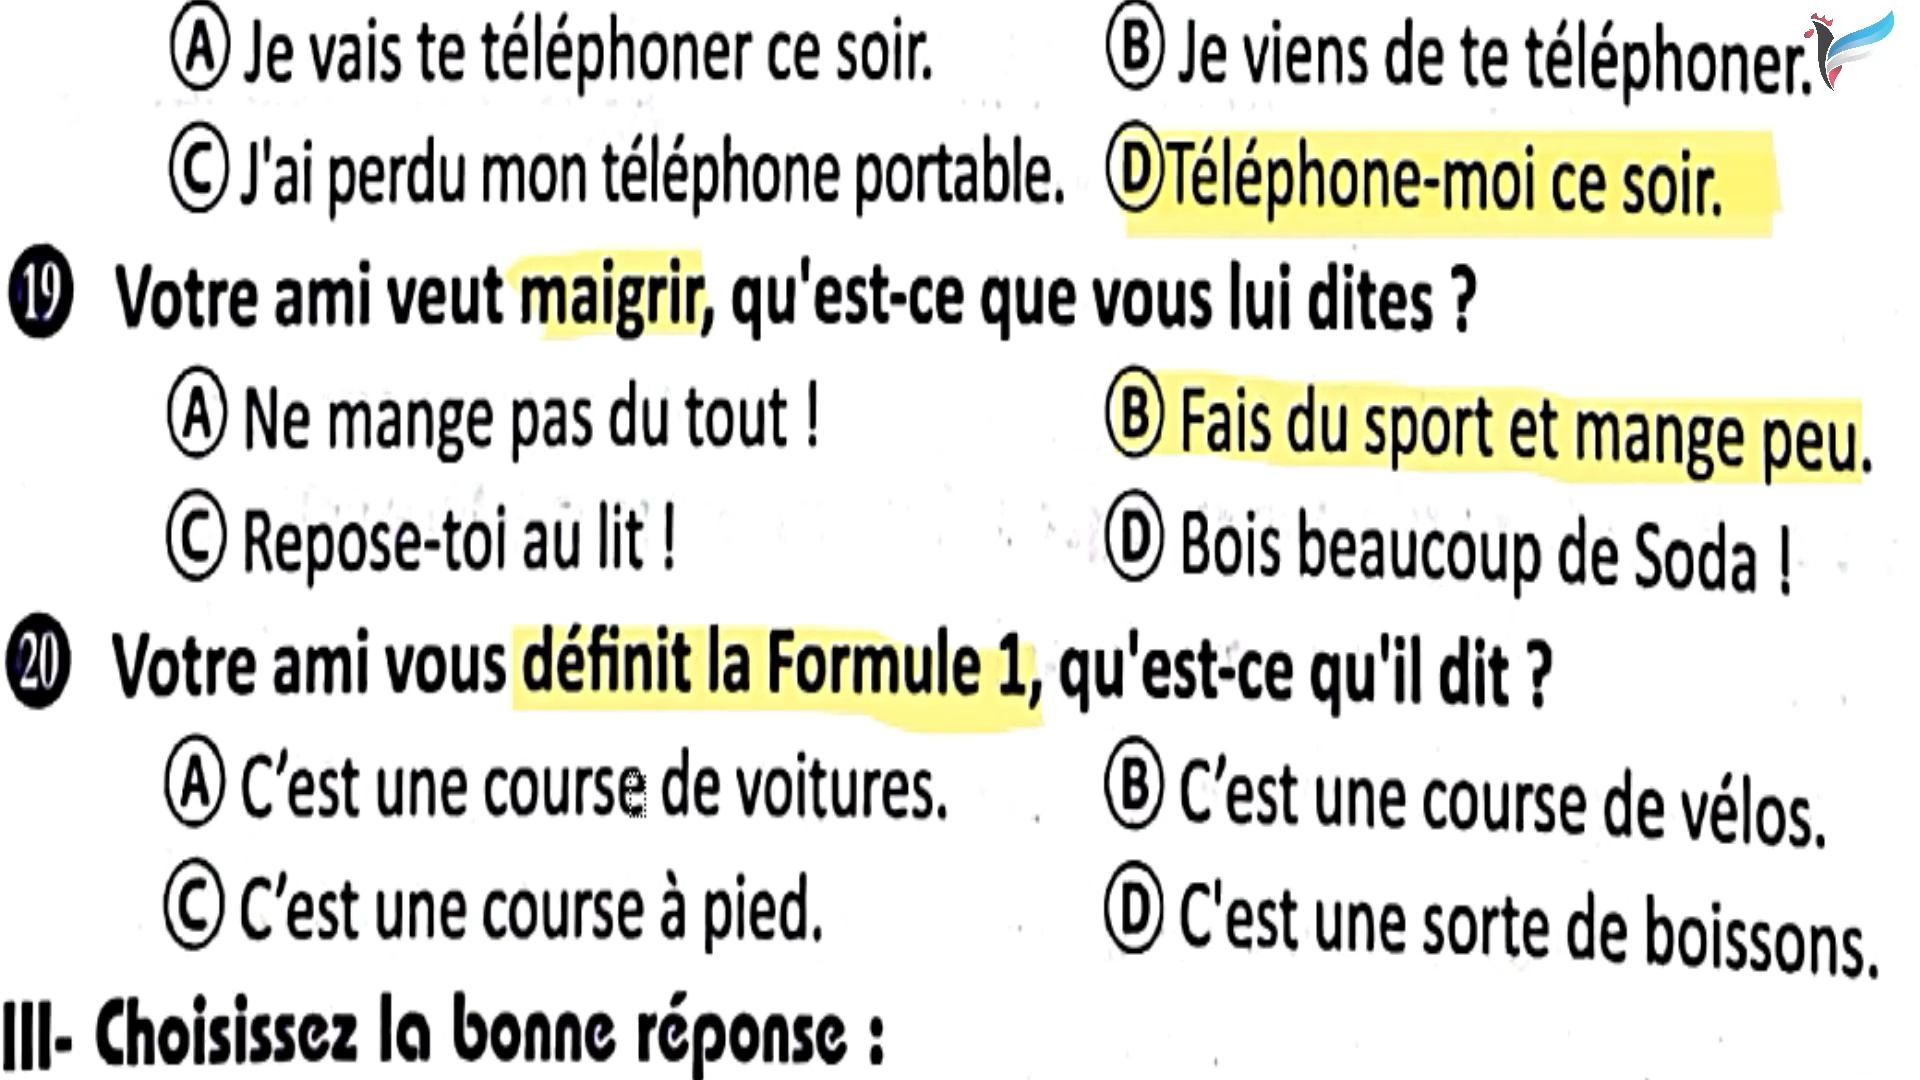 A Je vais te téléphoner ce soir. B Je viens de te téléphoner.
C J'ai perdu mon téléphone portable. D Téléphone-moi ce soir.
19 Votre ami veut maigrir, qu'est-ce que vous lui dites ?
A Ne mange pas du tout ! B Fais du sport et mange peu.
C Repose-toi au lit ! D Bois beaucoup de Soda !
20 Votre ami vous définit la Formule 1, qu'est-ce qu'il dit ?
A C’est une course de voitures. B C’est une course de vélos.
C C’est une course à pied. D C'est une sorte de boissons.
III- Choisissez la bonne réponse :